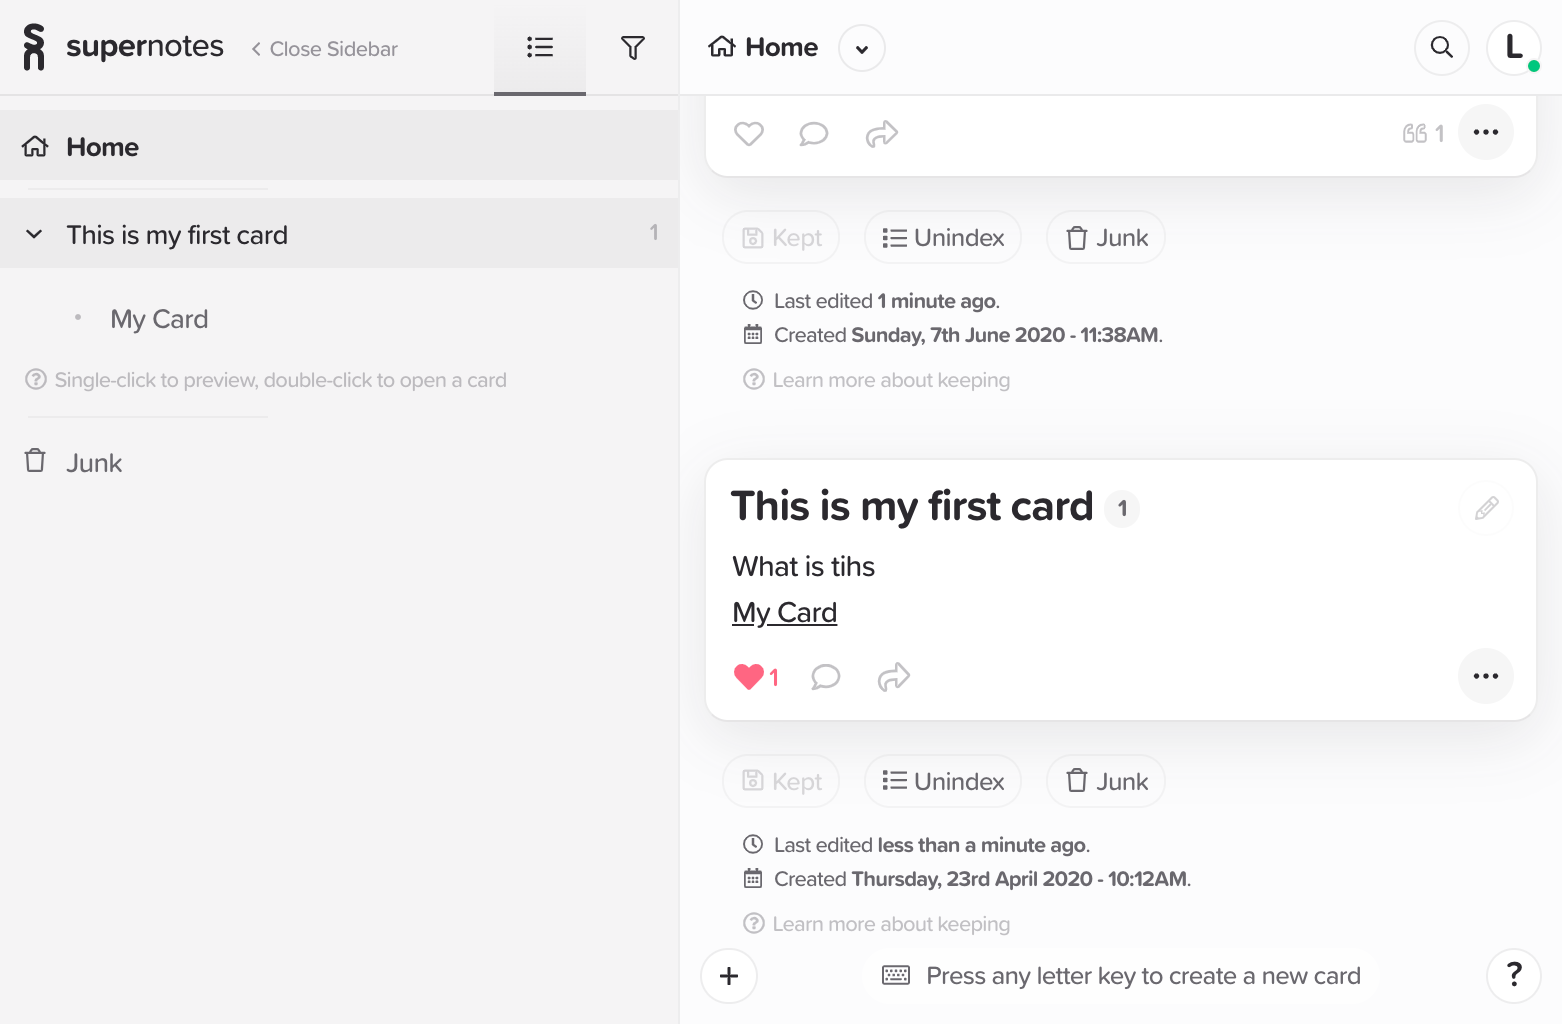 supernotes
Close Sidebar
Home
This is my first card 1
My Card
Single-click to preview, double-click to open a card
Junk
Home
L
1
Kept Unindex Junk
Last edited 1 minute ago.
Created Sunday, 7th June 2020 - 11:38AM.
Learn more about keeping
This is my first card 1
What is tihs
My Card
1
Kept Unindex Junk
Last edited less than a minute ago.
Created Thursday, 23rd April 2020 - 10:12AM.
Learn more about keeping
Press any letter key to create a new card
?